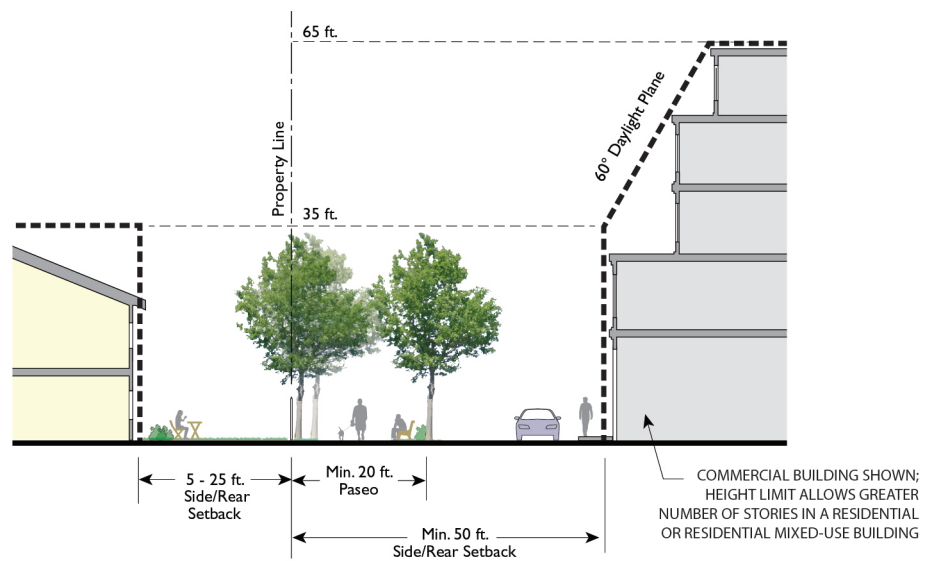 65 ft.
60° Daylight Plane
Property Line
35 ft.
5 - 25 ft.
Side/Rear
Setback
Min. 20 ft.
Paseo
Min. 50 ft.
Side/Rear Setback
COMMERCIAL BUILDING SHOWN;
HEIGHT LIMIT ALLOWS GREATER
NUMBER OF STORIES IN A RESIDENTIAL
OR RESIDENTIAL MIXED-USE BUILDING